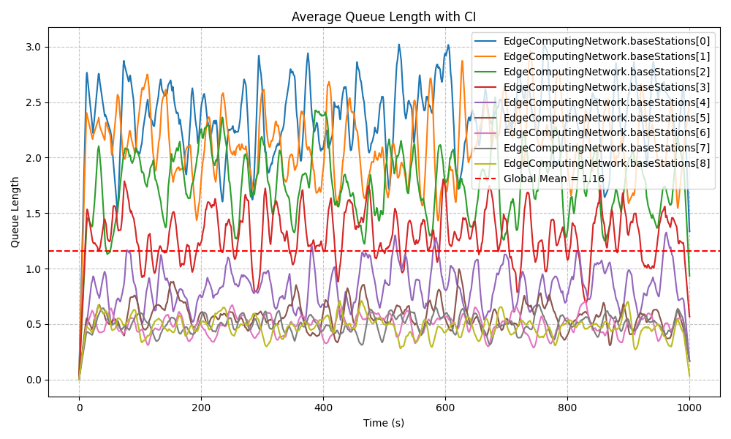 Average Queue Length with CI
EdgeComputingNetwork.baseStations[0]
EdgeComputingNetwork.baseStations[1]
EdgeComputingNetwork.baseStations[2]
EdgeComputingNetwork.baseStations[3]
EdgeComputingNetwork.baseStations[4]
EdgeComputingNetwork.baseStations[5]
EdgeComputingNetwork.baseStations[6]
EdgeComputingNetwork.baseStations[7]
EdgeComputingNetwork.baseStations[8]
Global Mean = 1.16
Queue Length
3.0
2.5
2.0
1.5
1.0
0.5
0.0
0 200 400 600 800 1000
Time (s)